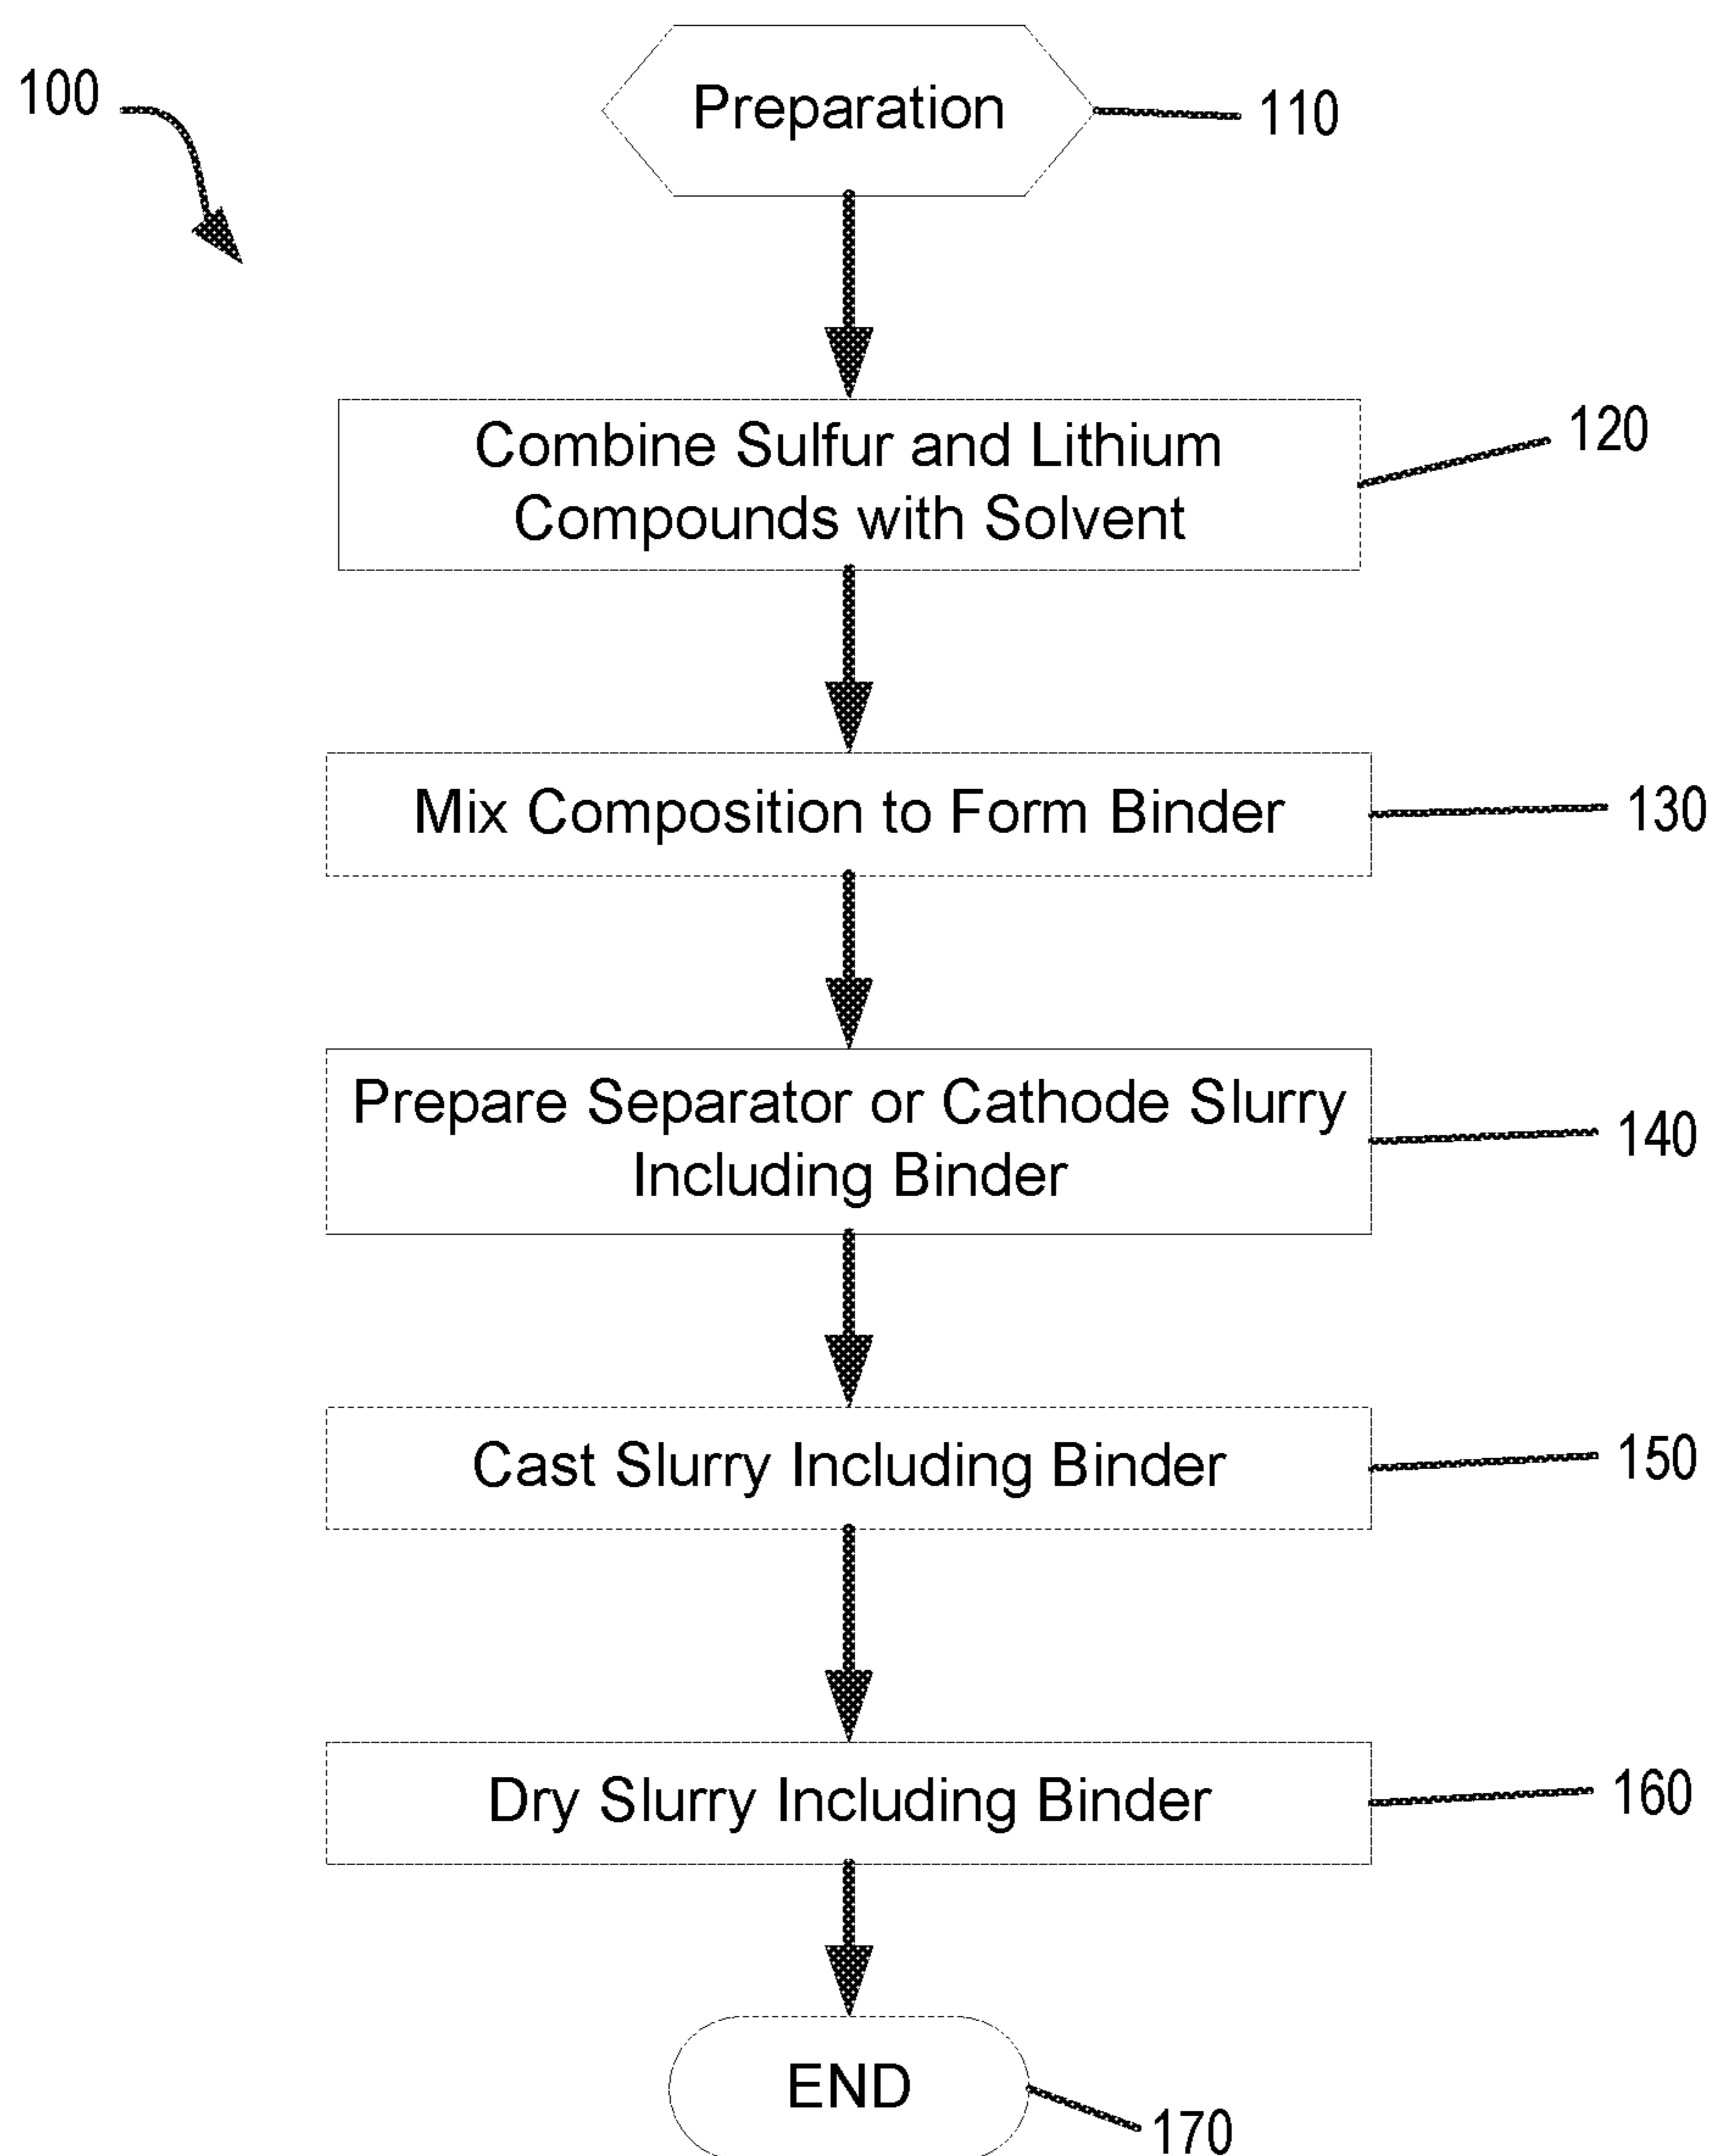 100
Preparation
110
Combine Sulfur and Lithium
Compounds with Solvent
120
Mix Composition to Form Binder
130
Prepare Separator or Cathode Slurry
Including Binder
140
Cast Slurry Including Binder
150
Dry Slurry Including Binder
160
END
170